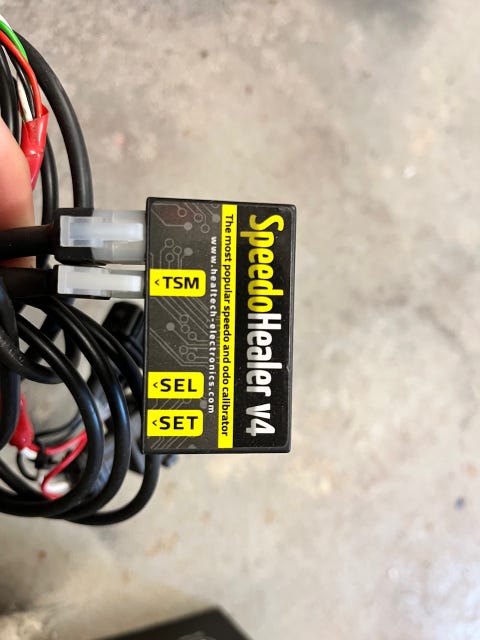 SpeedoHealer v4
The most popular speedo and odo calibrator
www.healtech-electronics.com
<TSM
<SEL
<SET